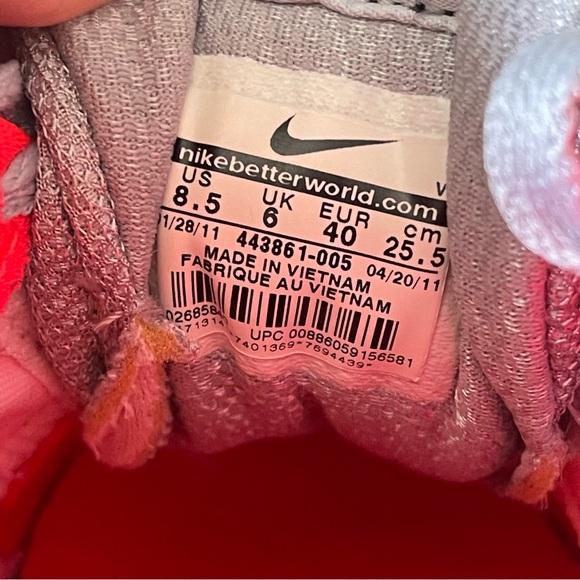 nikebetterworld.com
US UK EUR cm
8.5 6 40 25.5
1/28/11 443861-005 04/20/11
MADE IN VIETNAM
FABRIQUE AU VIETNAM
UPC 00886059156581